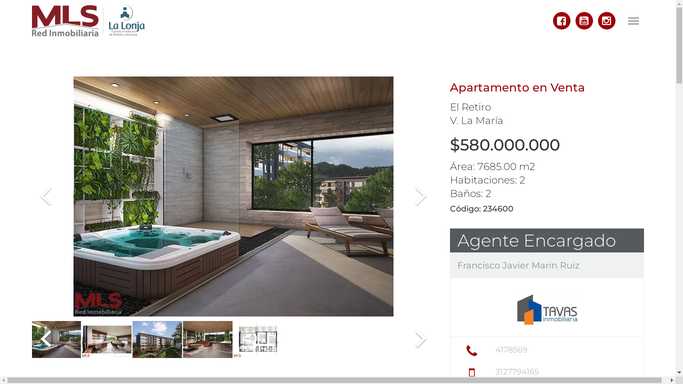 MLS
Red Inmobiliaria
La Lonja
Apartamento en Venta
El Retiro
V. La María
$580.000.000
Área: 7685.00 m2
Habitaciones: 2
Baños: 2
Código: 234600
MLS
Red Inmobiliaria
Agente Encargado
Francisco Javier Marin Ruiz
TAVAS
inmobiliaria
4178569
3127794165